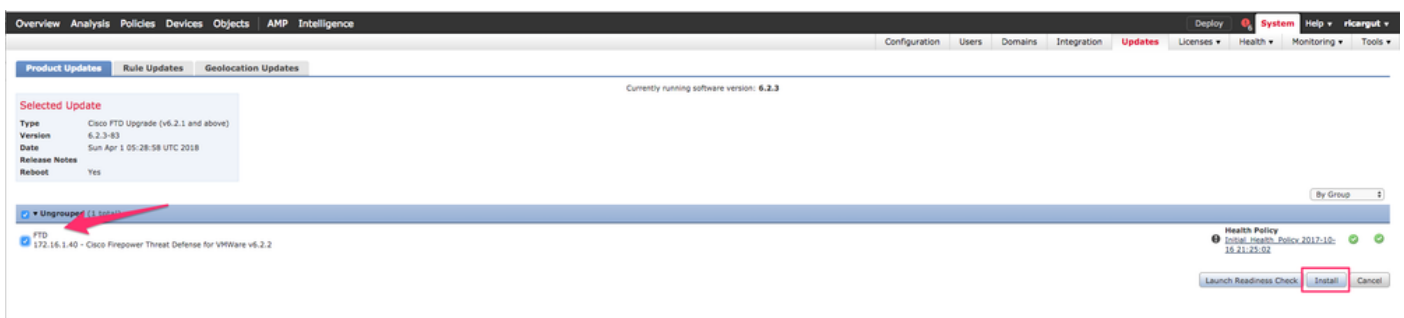 Overview Analysis Policies Devices Objects AMP Intelligence Deploy System Help ricargut
Configuration Users Domains Integration Updates Licenses Health Monitoring Tools
Product Updates Rule Updates Geolocation Updates
Currently running software version: 6.2.3
Selected Update
Type Cisco FTD Upgrade (v6.2.1 and above)
Version 6.2.3-83
Date Sun Apr 1 05:28:58 UTC 2018
Release Notes
Reboot Yes
By Group
Ungrouped (1 total)
FTD
172.16.1.40 - Cisco Firepower Threat Defense for VMWare v6.2.2
Health Policy
Initial_Health_Policy 2017-10-
16 21:25:02
Launch Readiness Check Install Cancel